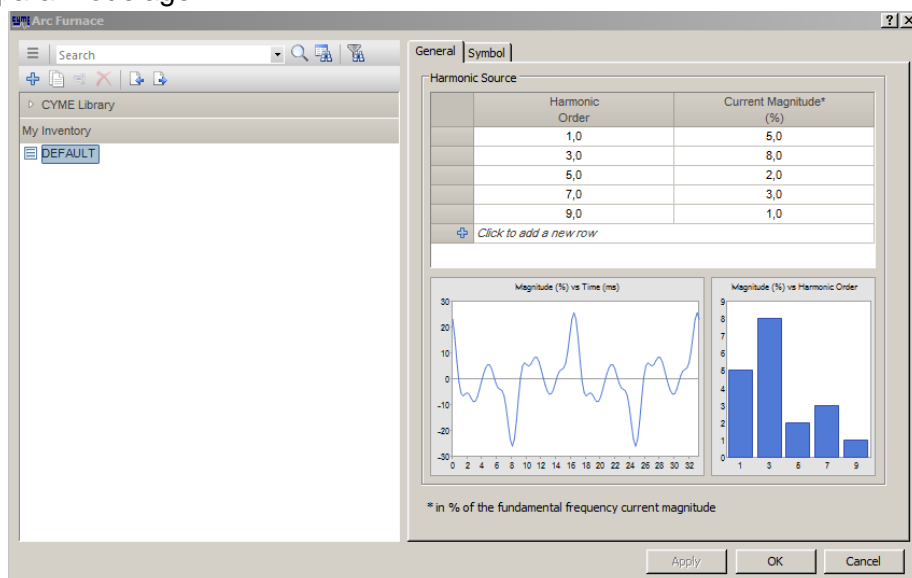 Arc Furnace
Search
CYME Library
My Inventory
DEFAULT
General
Symbol
Harmonic Source
Harmonic Order
Current Magnitude* (%)
1,0 5,0
3,0 8,0
5,0 2,0
7,0 3,0
9,0 1,0
Click to add a new row
Magnitude (%) vs Time (ms)
30
20
10
0
-10
-20
-30
0 2 4 6 8 10 12 14 16 18 20 22 24 26 28 30 32
Magnitude (%) vs Harmonic Order
9
8
7
6
5
4
3
2
1
0
1 3 5 7 9
* in % of the fundamental frequency current magnitude
Apply
OK
Cancel